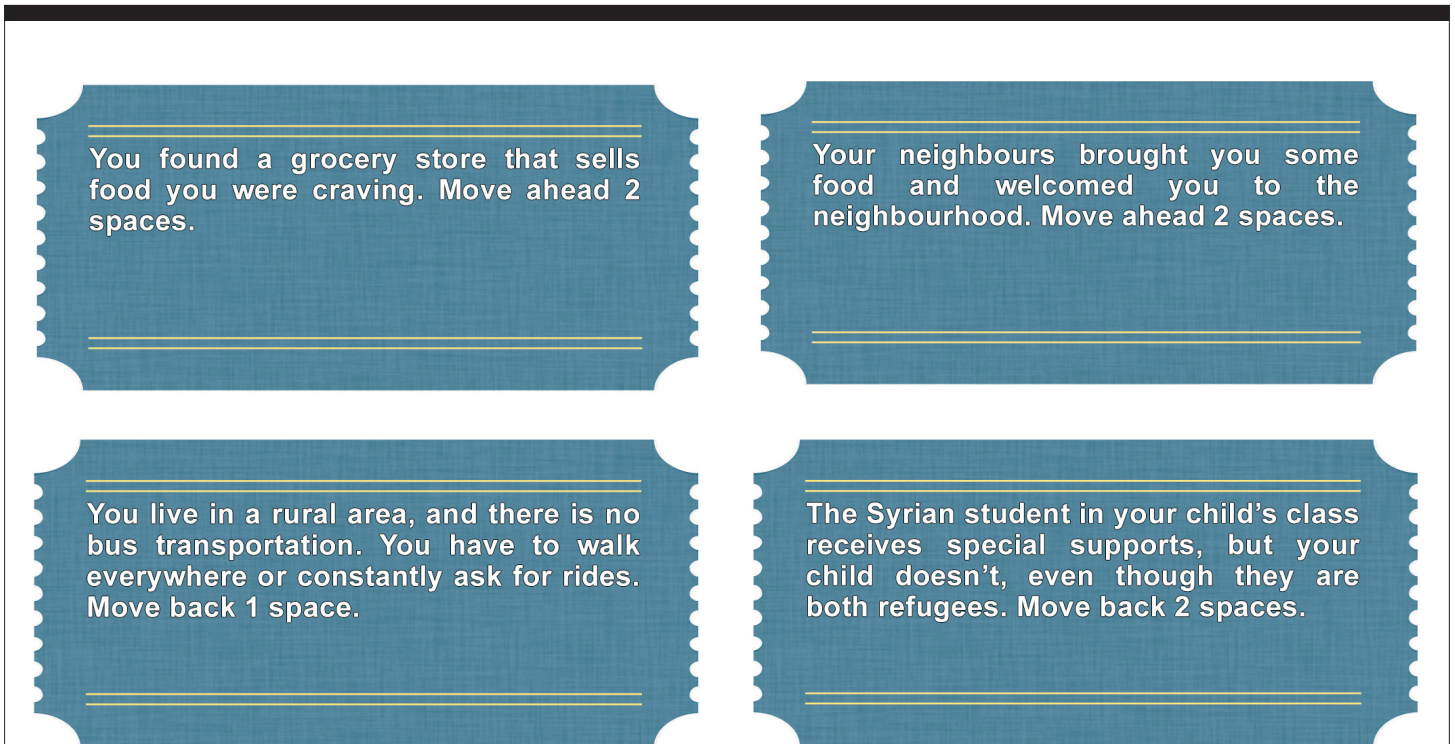 You found a grocery store that sells
food you were craving. Move ahead 2
spaces.
Your neighbours brought you some
food and welcomed you to the
neighbourhood. Move ahead 2 spaces.
You live in a rural area, and there is no
bus transportation. You have to walk
everywhere or constantly ask for rides.
Move back 1 space.
The Syrian student in your child’s class
receives special supports, but your
child doesn’t, even though they are
both refugees. Move back 2 spaces.